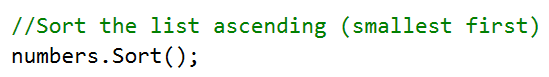 //Sort the list ascending (smallest first)
numbers.Sort();